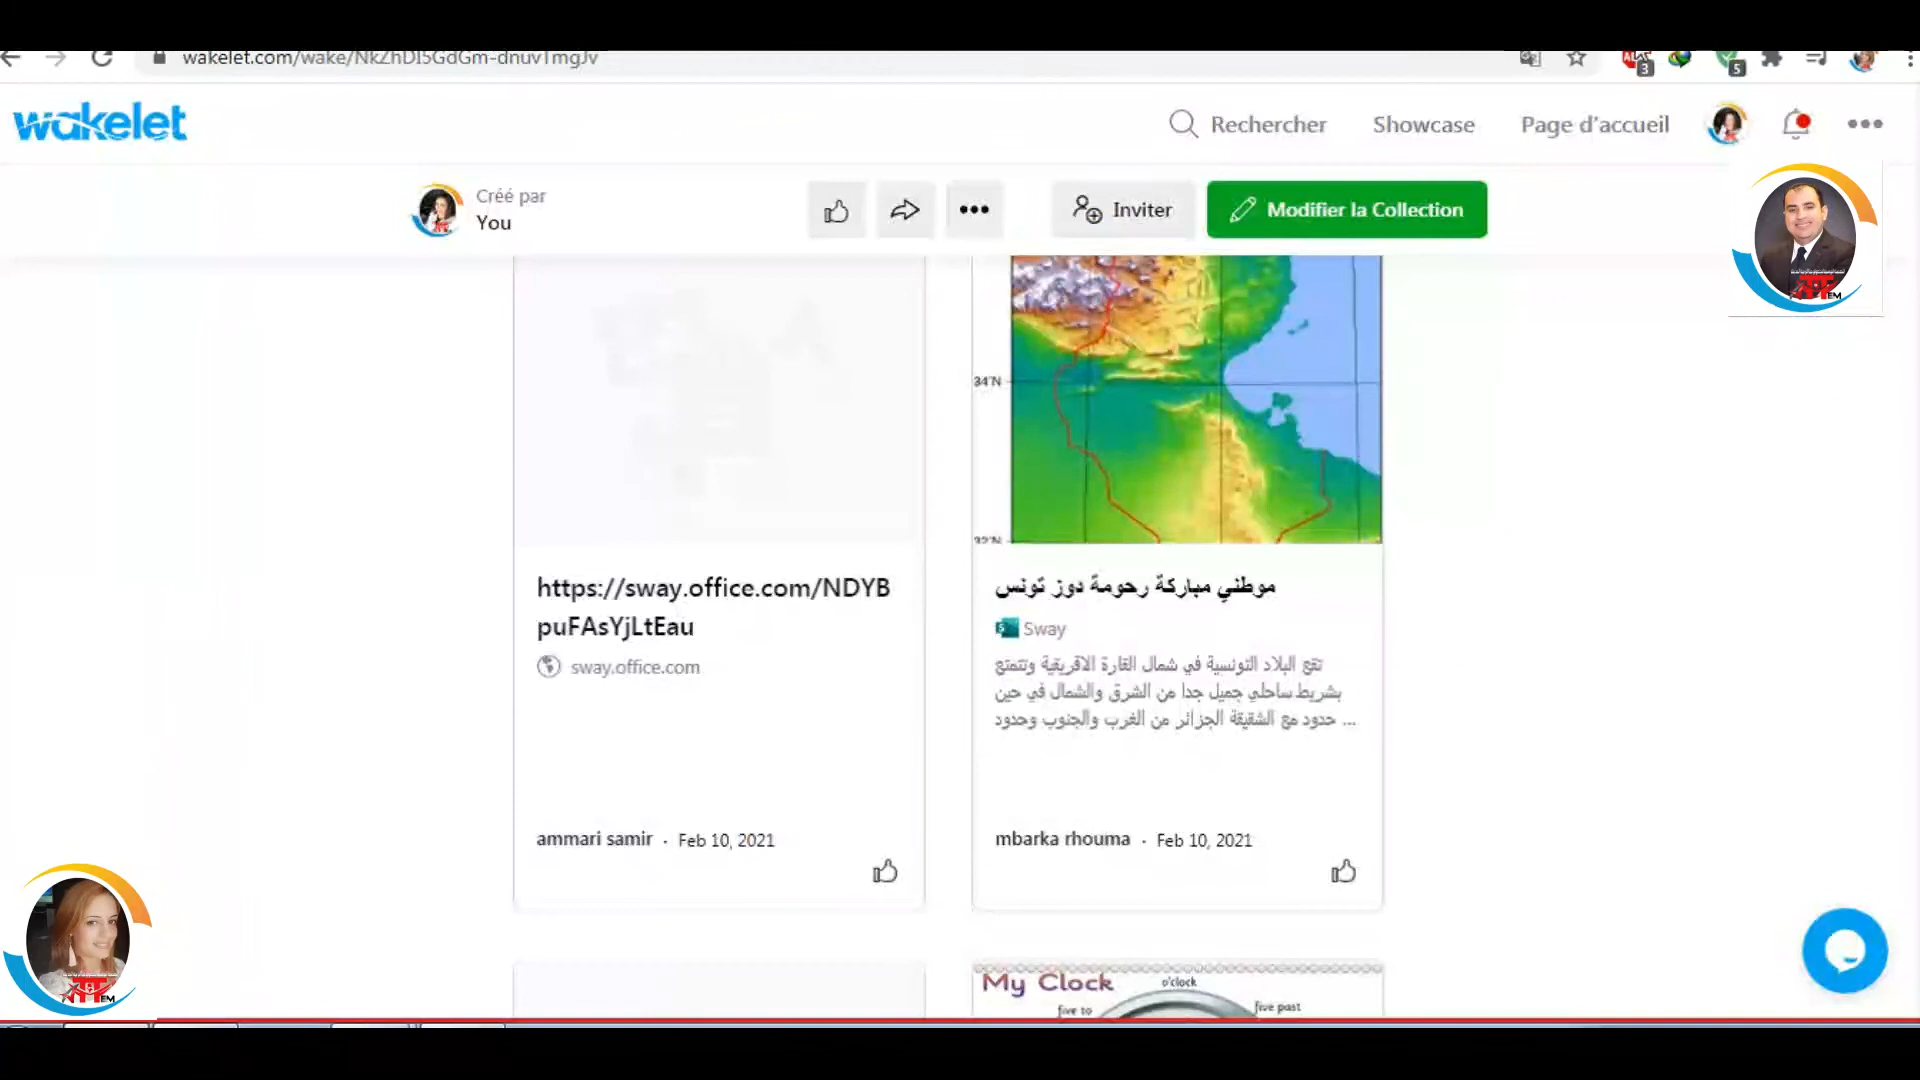 wakelet.com/wake/NkZhDI5GdGm-dnuvTmgJv
3
5
wakelet
Rechercher
Showcase
Page d'accueil
Créé par
You
Inviter
Modifier la Collection
34°N
32°N
https://sway.office.com/NDYB
puFAsYjLtEau
sway.office.com
ammari samir · Feb 10, 2021
موطني مباركة رحومة دوز تونس
Sway
تقع البلاد التونسية في شمال القارة الافريقية وتتمتع
بشريط ساحلي جميل جدا من الشرق والشمال في حين
حدود مع الشقيقة الجزائر من الغرب والجنوب وحدود ...
mbarka rhouma · Feb 10, 2021
My Clock
o'clock
five to
five past